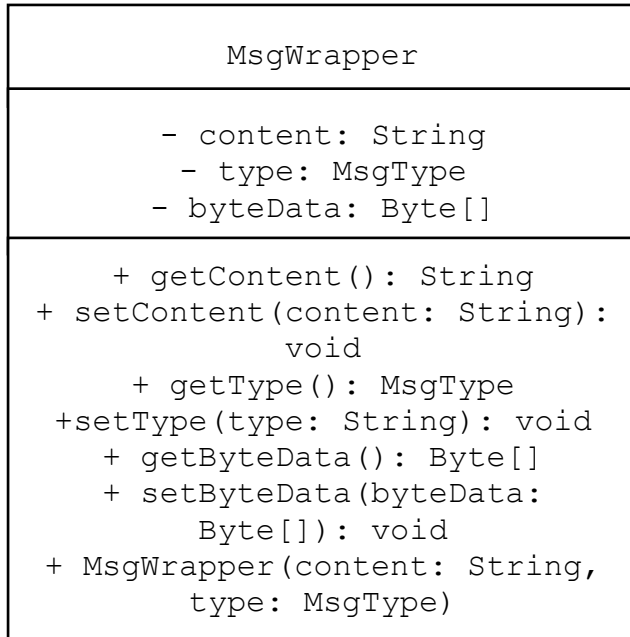 MsgWrapper
- content: String
- type: MsgType
- byteData: Byte[]
+ getContent(): String
+ setContent(content: String):
void
+ getType(): MsgType
+setType(type: String): void
+ getByteData(): Byte[]
+ setByteData(byteData:
Byte[]): void
+ MsgWrapper(content: String,
type: MsgType)